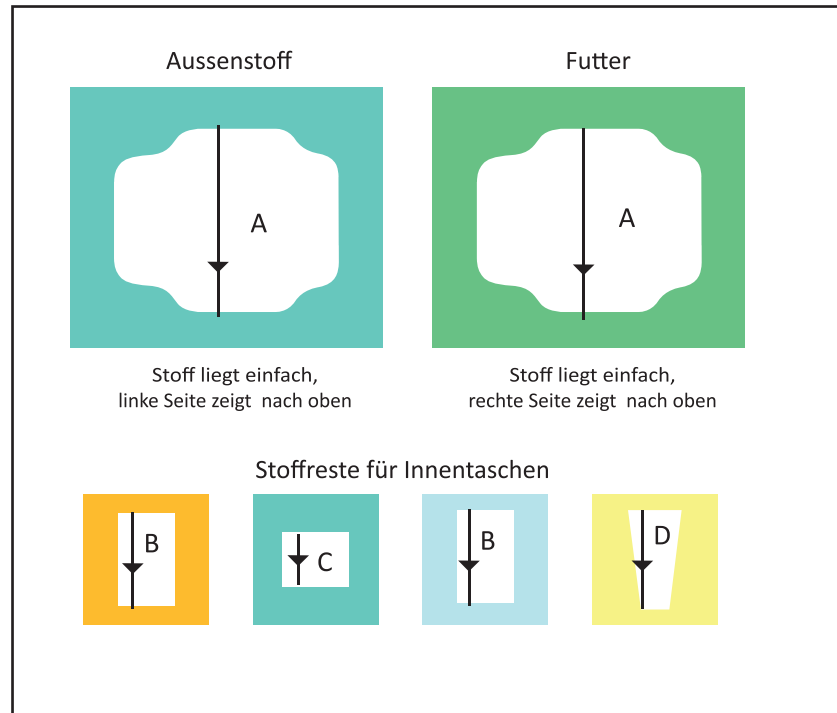 Aussenstoff
Futter
A
A
Stoff liegt einfach,
linke Seite zeigt nach oben
Stoff liegt einfach,
rechte Seite zeigt nach oben
Stoffreste für Innentaschen
B
C
B
D